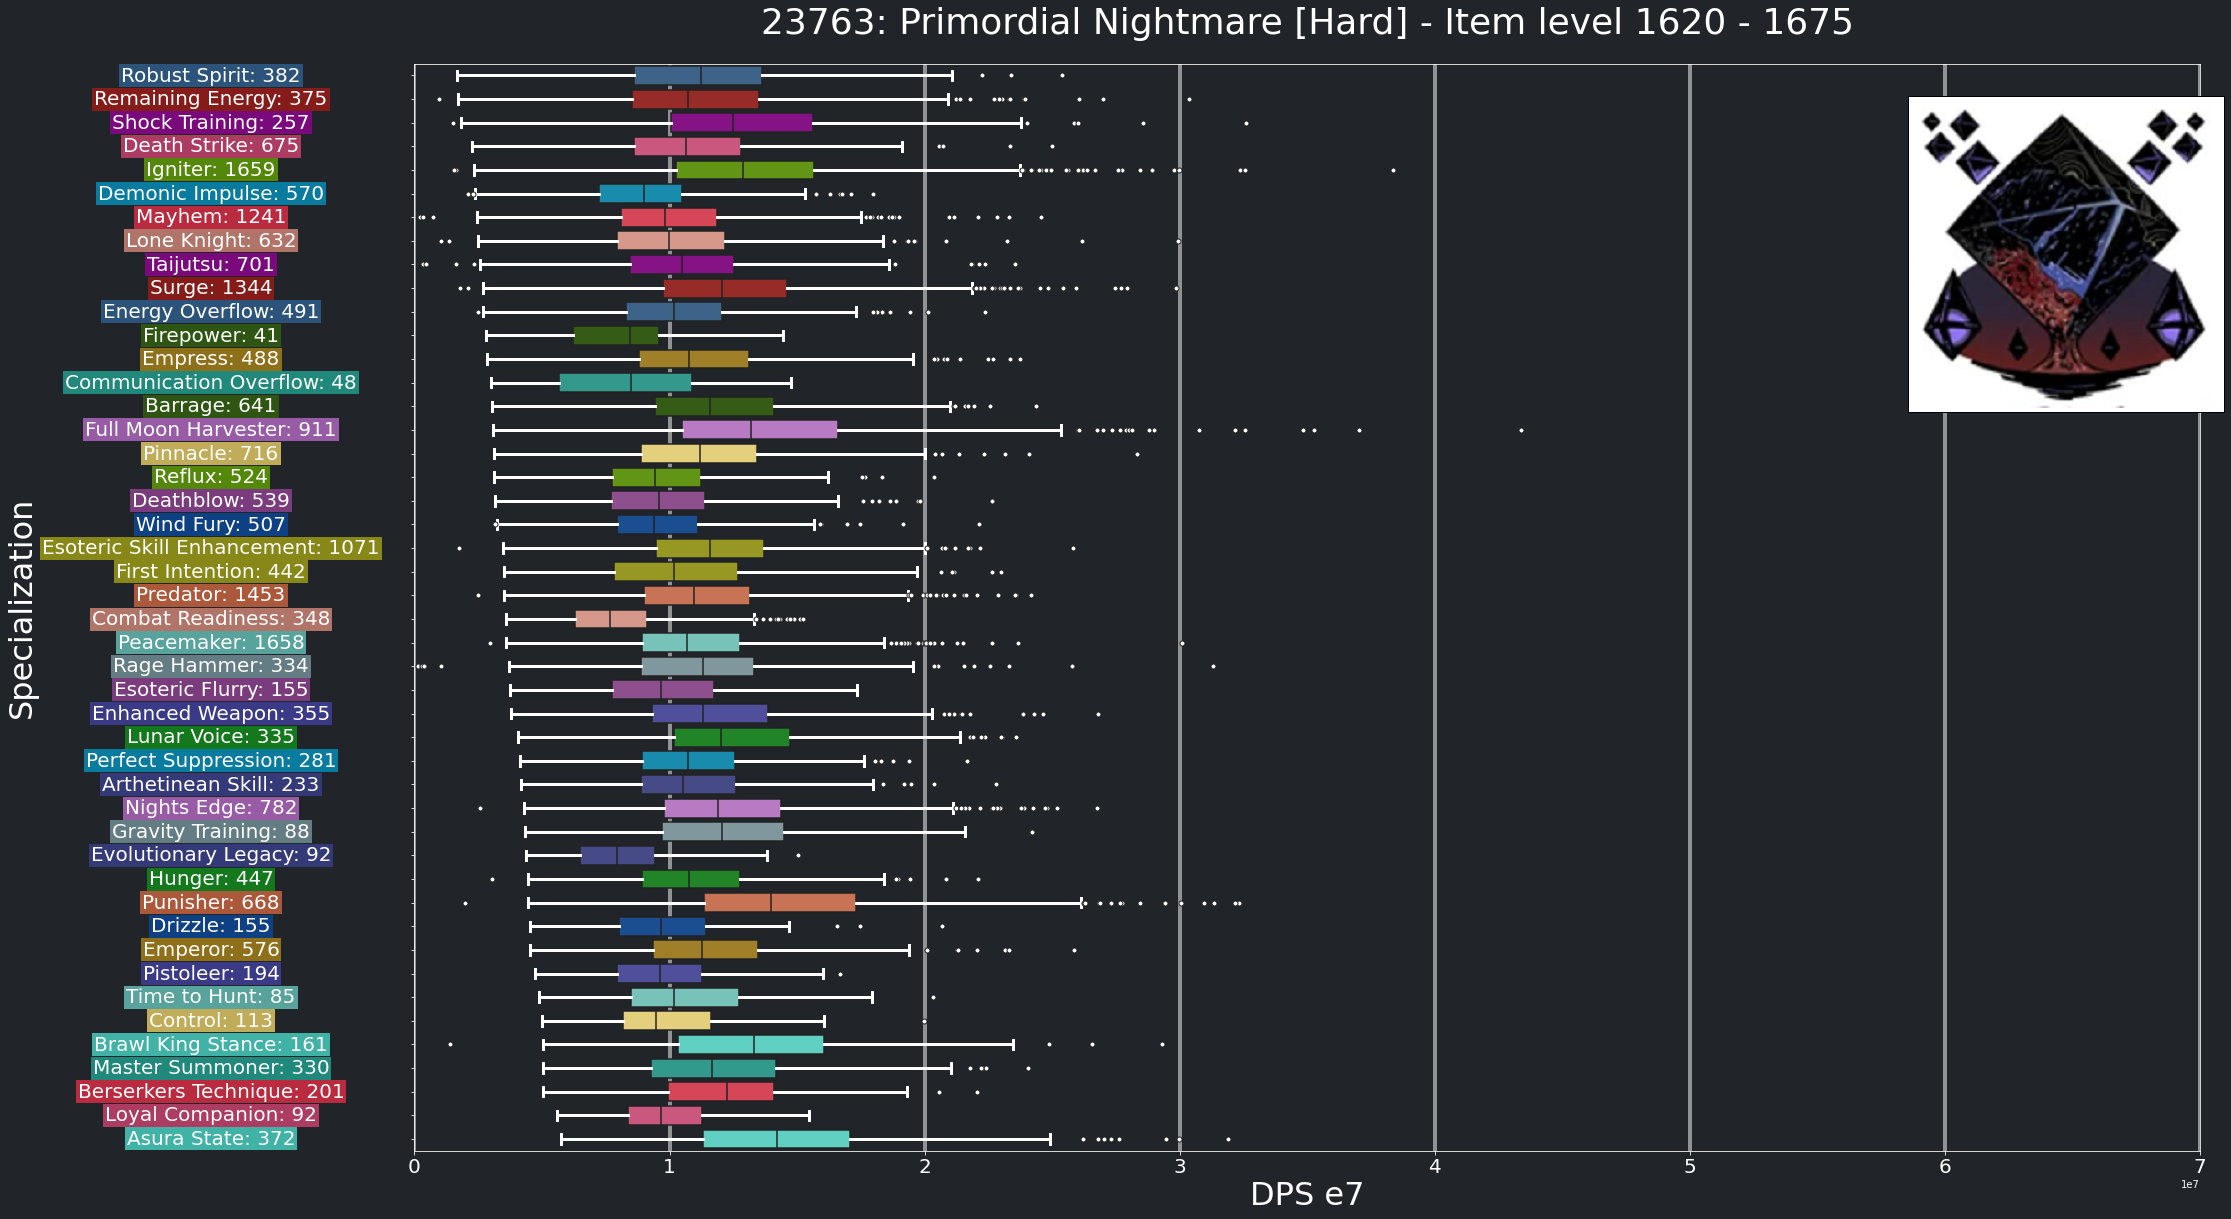 23763: Primordial Nightmare [Hard] - Item level 1620 - 1675
Robust Spirit: 382
Remaining Energy: 375
Shock Training: 257
Death Strike: 675
Igniter: 1659
Demonic Impulse: 570
Mayhem: 1241
Lone Knight: 632
Taijutsu: 701
Surge: 1344
Energy Overflow: 491
Firepower: 41
Empress: 488
Communication Overflow: 48
Barrage: 641
Full Moon Harvester: 911
Pinnacle: 716
Reflux: 524
Deathblow: 539
Wind Fury: 507
Esoteric Skill Enhancement: 1071
First Intention: 442
Predator: 1453
Combat Readiness: 348
Peacemaker: 1658
Rage Hammer: 334
Esoteric Flurry: 155
Enhanced Weapon: 355
Lunar Voice: 335
Perfect Suppression: 281
Arthetinean Skill: 233
Nights Edge: 782
Gravity Training: 88
Evolutionary Legacy: 92
Hunger: 447
Punisher: 668
Drizzle: 155
Emperor: 576
Pistoleer: 194
Time to Hunt: 85
Control: 113
Brawl King Stance: 161
Master Summoner: 330
Berserkers Technique: 201
Loyal Companion: 92
Asura State: 372
Specialization
0 1 2 3 4 5 6 7
1e7
DPS e7